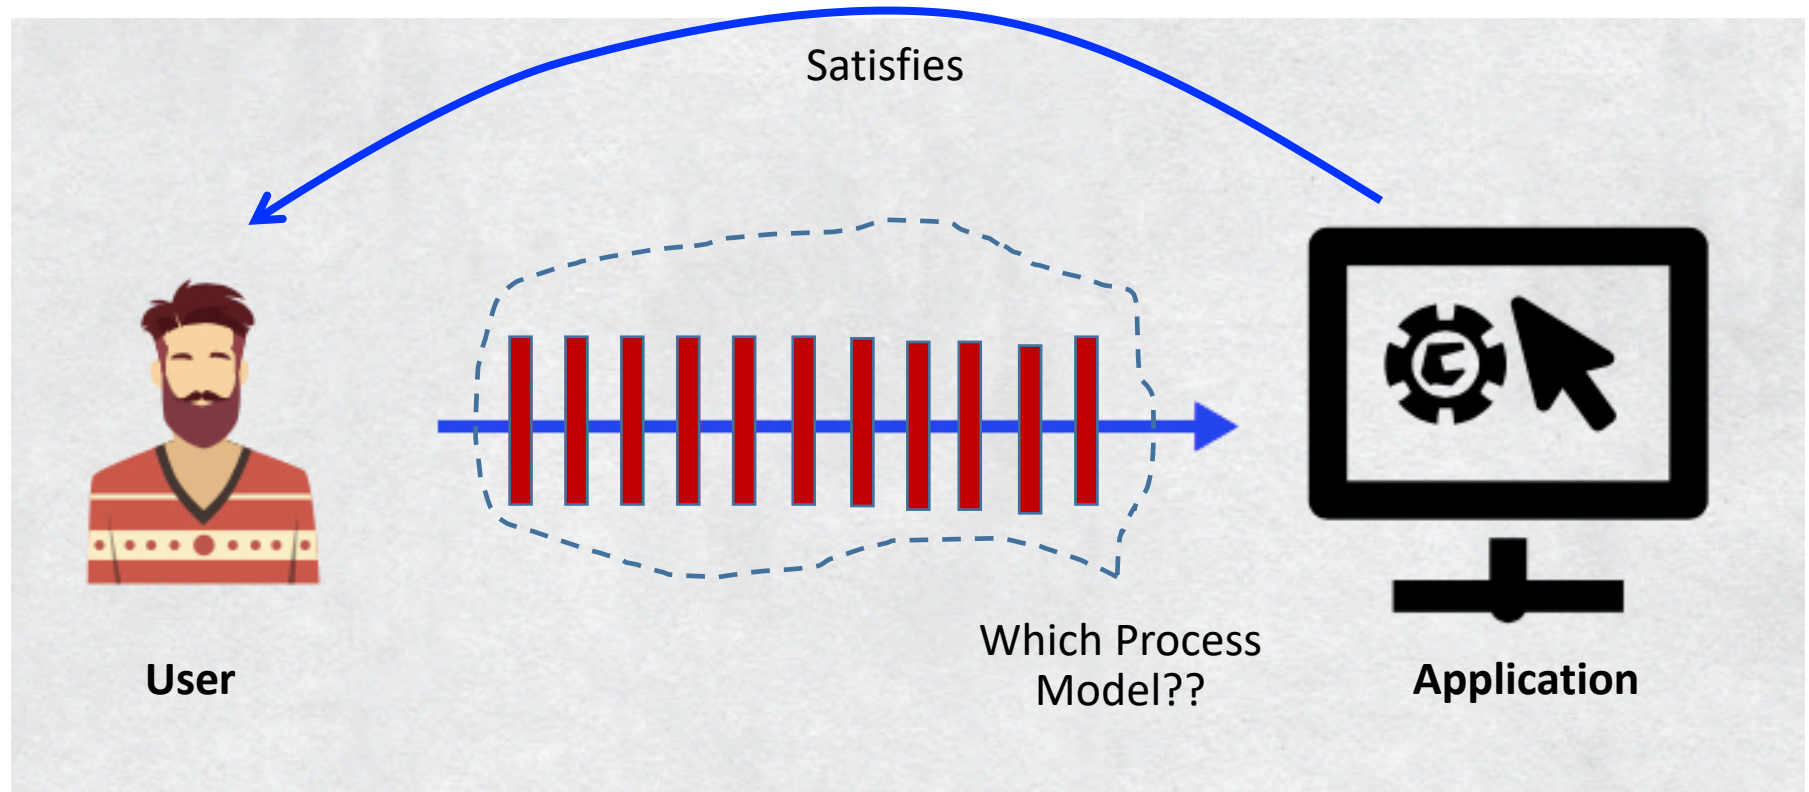 Satisfies
Which Process
Model??
User
Application